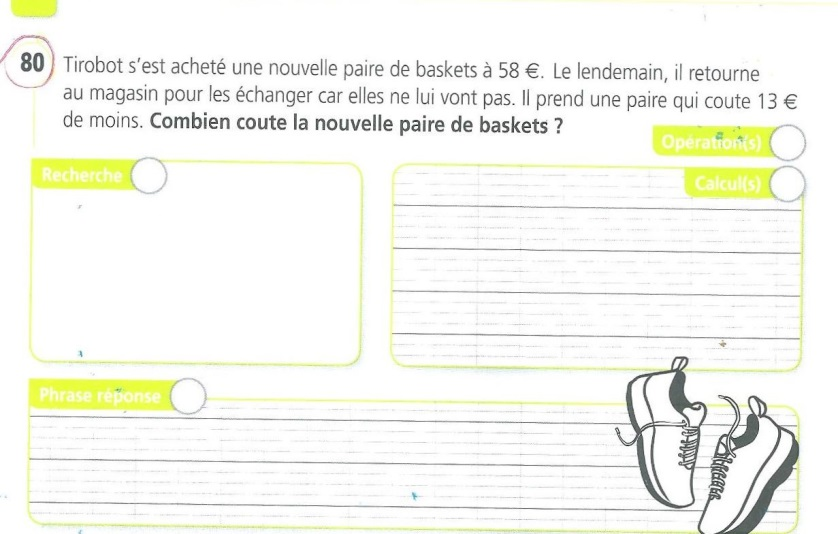 80 Tirobot s'est acheté une nouvelle paire de baskets à 58 €. Le lendemain, il retourne
au magasin pour les échanger car elles ne lui vont pas. Il prend une paire qui coute 13 €
de moins. Combien coute la nouvelle paire de baskets ?
Opération(s)
Recherche
Calcul(s)
Phrase réponse